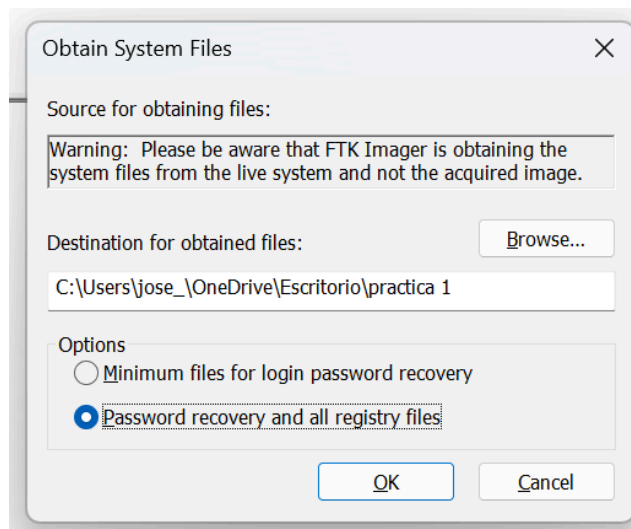 Obtain System Files
Source for obtaining files:
Warning:  Please be aware that FTK Imager is obtaining the
system files from the live system and not the acquired image.
Destination for obtained files:
Browse...
C:\Users\jose_\OneDrive\Escritorio\practica 1
Options
Minimum files for login password recovery
Password recovery and all registry files
OK
Cancel